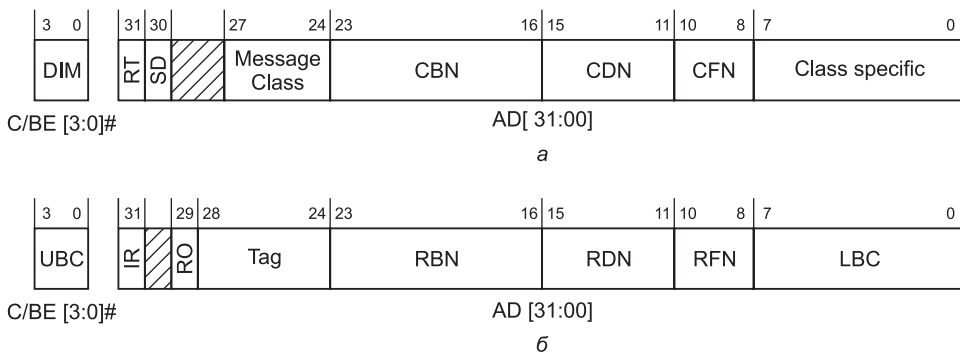 3 0 31 30 27 24 23 16 15 11 10 8 7 0
DIM RT SD Message Class CBN CDN CFN Class specific
C/BE [3:0]# AD[ 31:00]
а
3 0 31 29 28 24 23 16 15 11 10 8 7 0
UBC IR RO Tag RBN RDN RFN LBC
C/BE [3:0]# AD [31:00]
б